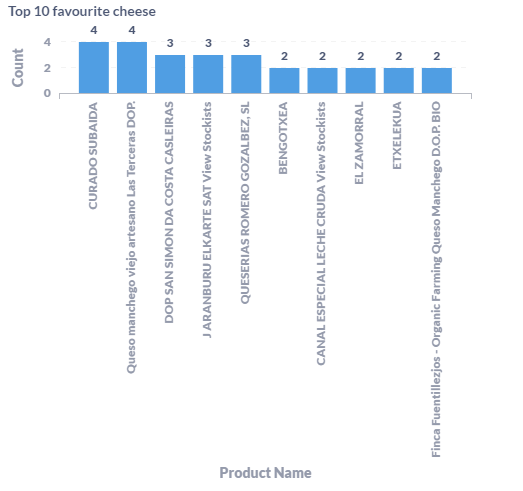 Top 10 favourite cheese
Count
4
2
0
4
4
3
3
3
2
2
2
2
2
CURADO SUBAIDA
Queso manchego viejo artesano Las Terceras DOP.
DOP SAN SIMON DA COSTA CASLEIRAS
J ARANBURU ELKARTE SAT View Stockists
QUESERIAS ROMERO GOZALBEZ, SL
BENGOTXEA
CANAL ESPECIAL LECHE CRUDA View Stockists
EL ZAMORRAL
ETXELEKUA
Finca Fuentillezjos - Organic Farming Queso Manchego D.O.P. BIO
Product Name